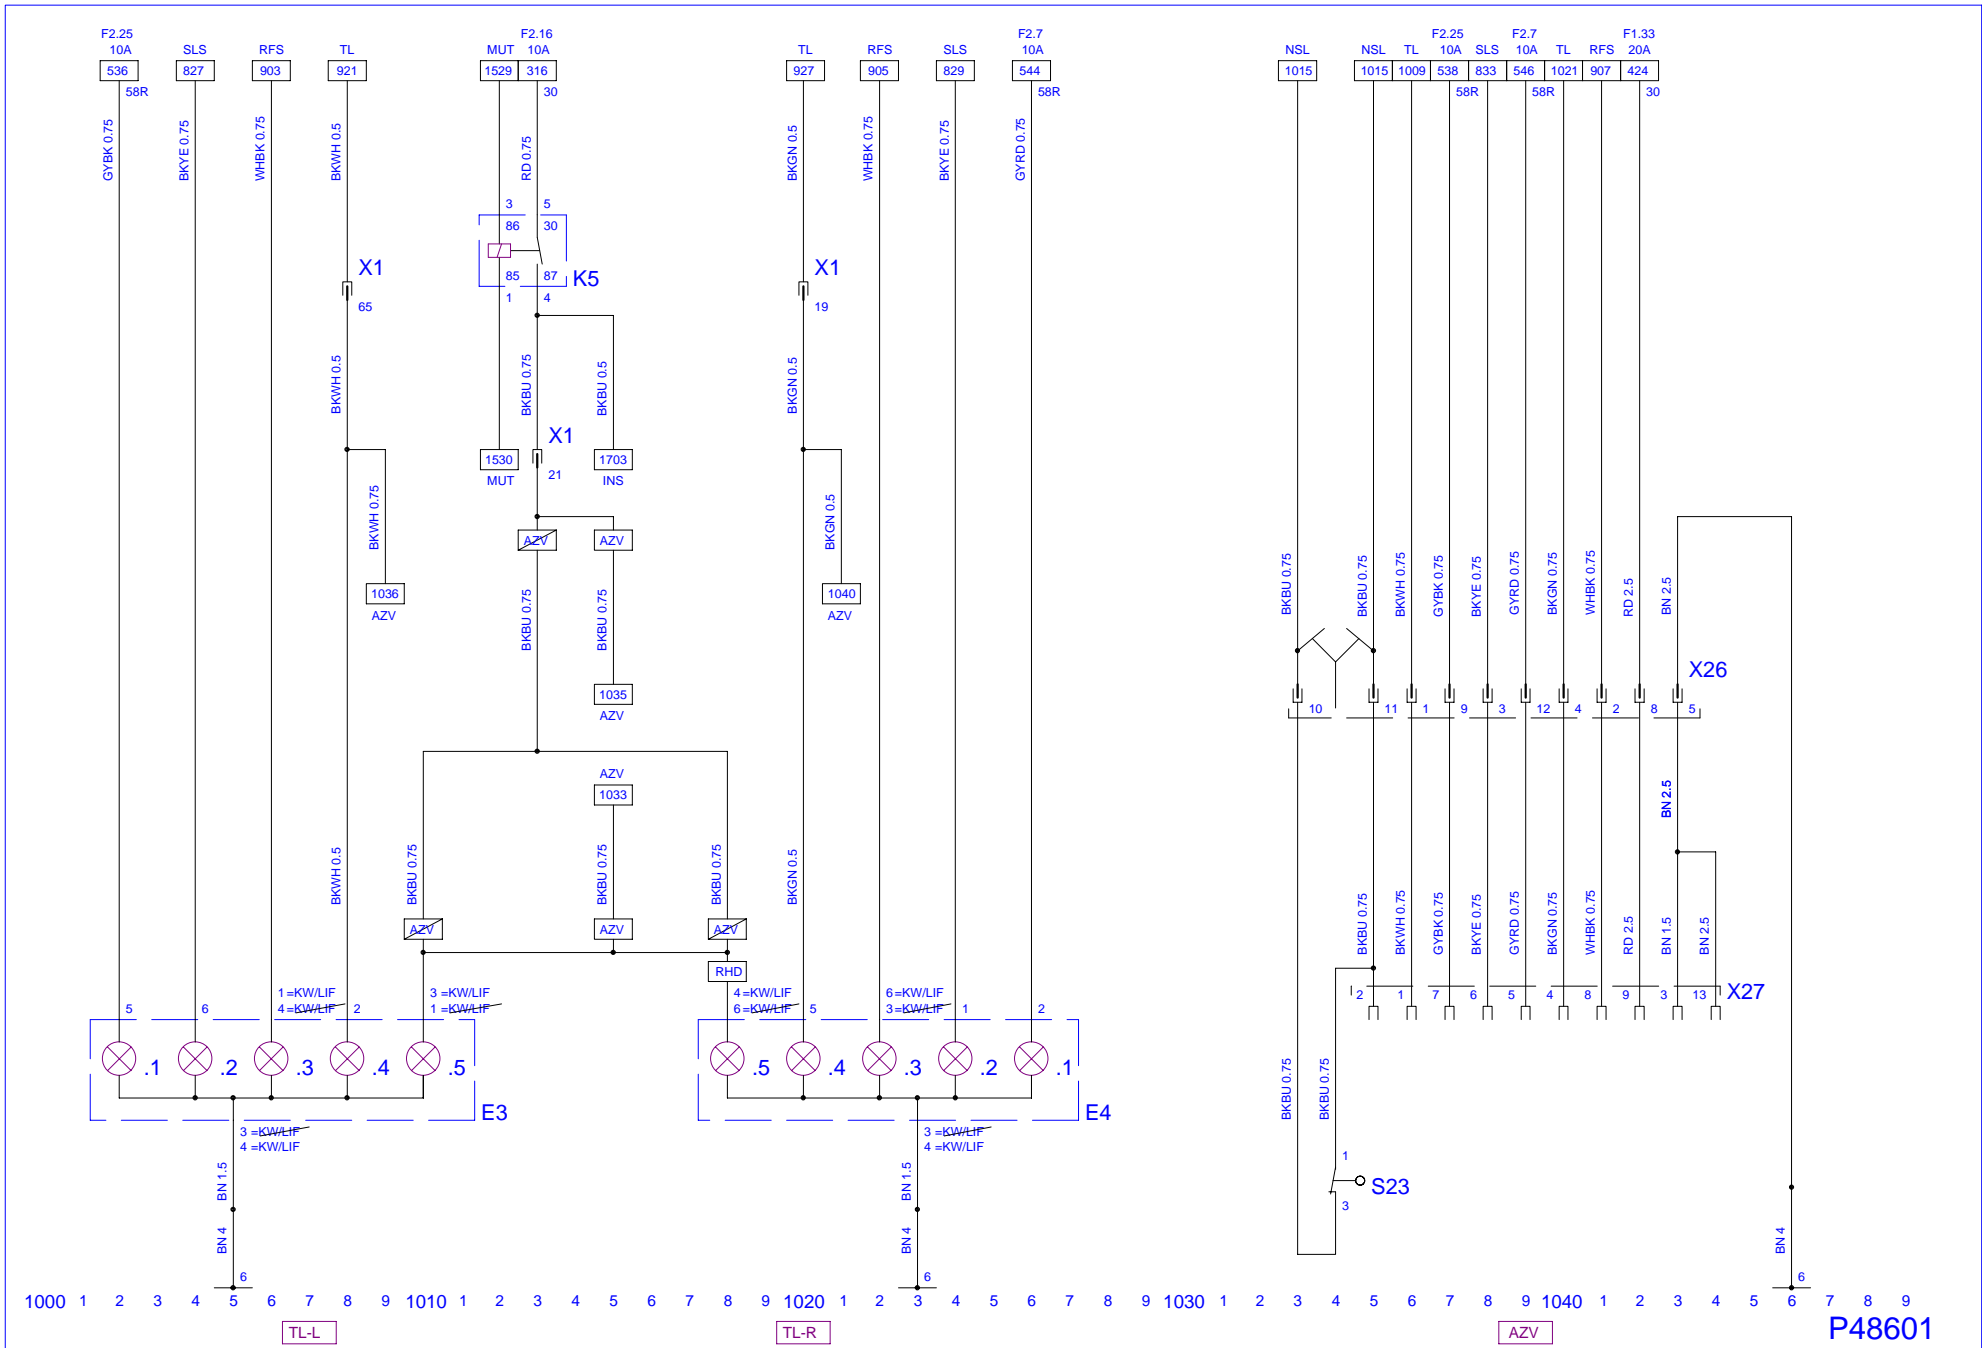 F2.25 F2.16 F2.7 F2.25 F2.7 F1.33
10A SLS RFS TL MUT 10A TL RFS SLS 10A NSL NSL TL 10A SLS 10A TL RFS 20A
536 827 903 921 1529 316 927 905 829 544 1015 1015 1009 538 833 546 1021 907 424
58R 30 58R 58R 58R 30
GYBK 0.75
BKYE 0.75
WHBK 0.75
BKWH 0.5
RD 0.75
BKGN 0.5
WHBK 0.75
BKYE 0.75
GYRD 0.75
3 5
86 30
85 87 K5
1 4
X1
65
X1
19
BKWH 0.5
BKBU 0.75
BKBU 0.5
BKGN 0.5
X1
21
1530
MUT
1703
INS
BKWH 0.75
BKGN 0.5
AZV AZV
1036
AZV
1040
AZV
BKBU 0.75
BKBU 0.75
BKBU 0.75
BKBU 0.75
BKWH 0.75
GYBK 0.75
BKYE 0.75
GYRD 0.75
BKGN 0.75
WHBK 0.75
RD 2.5
BN 2.5
1035
AZV
X26
10 11 1 9 3 12 4 2 8 5
AZV
1033
BN 2.5
BKWH 0.5
BKBU 0.75
BKBU 0.75
BKBU 0.75
BKGN 0.5
BKBU 0.75
BKWH 0.75
GYBK 0.75
BKYE 0.75
GYRD 0.75
BKGN 0.75
WHBK 0.75
RD 2.5
BN 1.5
BN 2.5
AZV AZV AZV
RHD
1 =KW/LIF 3 =KW/LIF 4 =KW/LIF 6 =KW/LIF
5 6 4 =KW/LIF 2 1 =KW/LIF 6 =KW/LIF 5 3 =KW/LIF 1 2
2 1 7 6 5 4 8 9 3 13 X27
.1 .2 .3 .4 .5 .5 .4 .3 .2 .1
E3 E4
3 =KW/LIF 3 =KW/LIF
4 =KW/LIF 4 =KW/LIF
BKBU 0.75
BKBU 0.75
BN 1.5
BN 1.5
1
S23
3
BN 4
BN 4
BN 4
6 6 6
1000 1 2 3 4 5 6 7 8 9 1010 1 2 3 4 5 6 7 8 9 1020 1 2 3 4 5 6 7 8 9 1030 1 2 3 4 5 6 7 8 9 1040 1 2 3 4 5 6 7 8 9
TL-L TL-R AZV
P48601